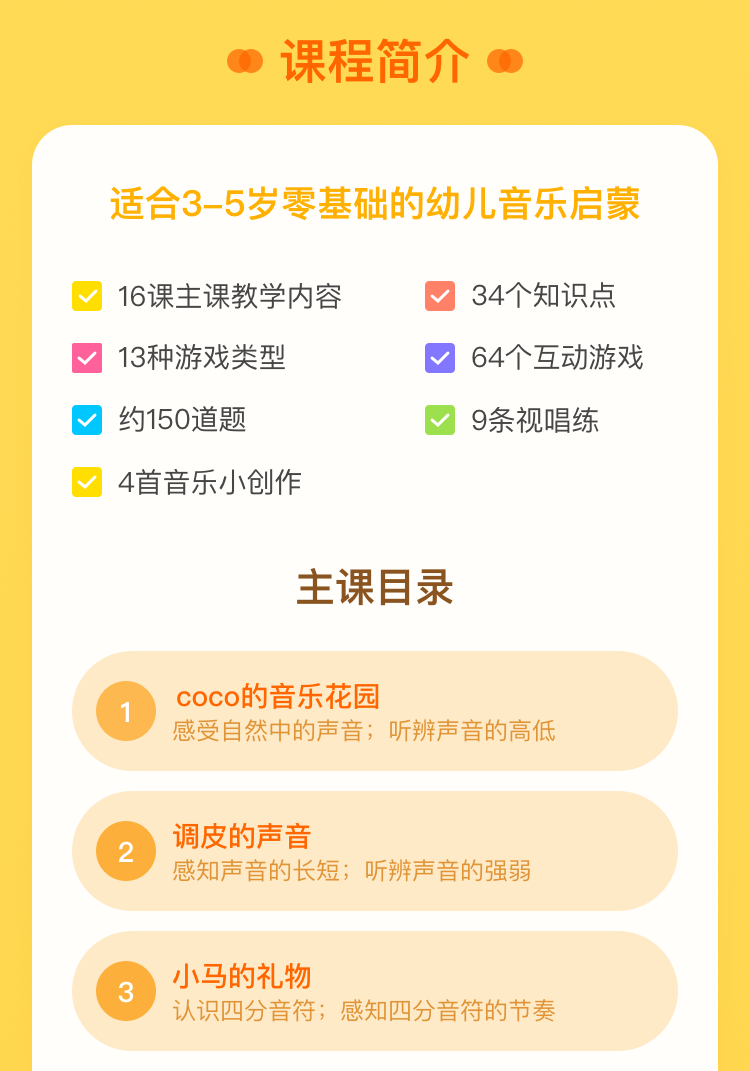 课程简介
适合3–5岁零基础的幼儿音乐启蒙
16课主课教学内容
34个知识点
13种游戏类型
64个互动游戏
约150道题
9条视唱练
4首音乐小创作
主课目录
1
coco的音乐花园
感受自然中的声音；听辨声音的高低
2
调皮的声音
感知声音的长短；听辨声音的强弱
3
小马的礼物
认识四分音符；感知四分音符的节奏